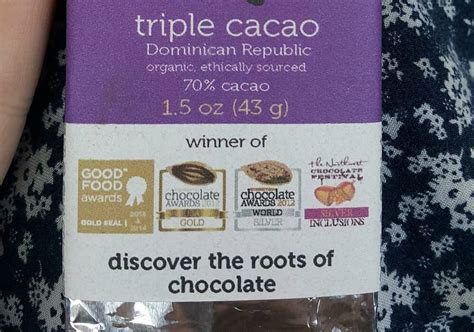 triple cacao
Dominican Republic
organic, ethically sourced
70% cacao
1.5 oz (43 g)
winner of
GOOD
FOOD
awards
GOLD SEAL
2013
2014
chocolate
AWARDS 2012
GOLD
chocolate
AWARDS 2012
WORLD
SILVER
the Northwest
CHOCOLATE
FESTIVAL
SILVER
INCLUSIONS
discover the roots of
chocolate